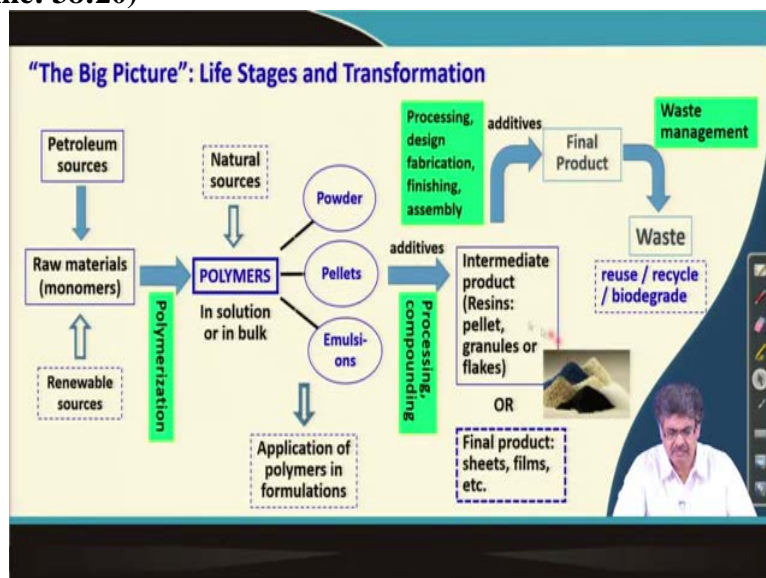 “The Big Picture”: Life Stages and Transformation
Petroleum
sources
Raw materials
(monomers)
Renewable
sources
Polymerization
Natural
sources
POLYMERS
In solution
or in bulk
Powder
Pellets
Emulsi-
ons
Application of
polymers in
formulations
additives
Processing,
compounding
Intermediate
product
(Resins:
pellet,
granules or
flakes)
OR
Final product:
sheets, films,
etc.
Processing,
design
fabrication,
finishing,
assembly
additives
Final
Product
Waste
management
Waste
reuse / recycle
/ biodegrade